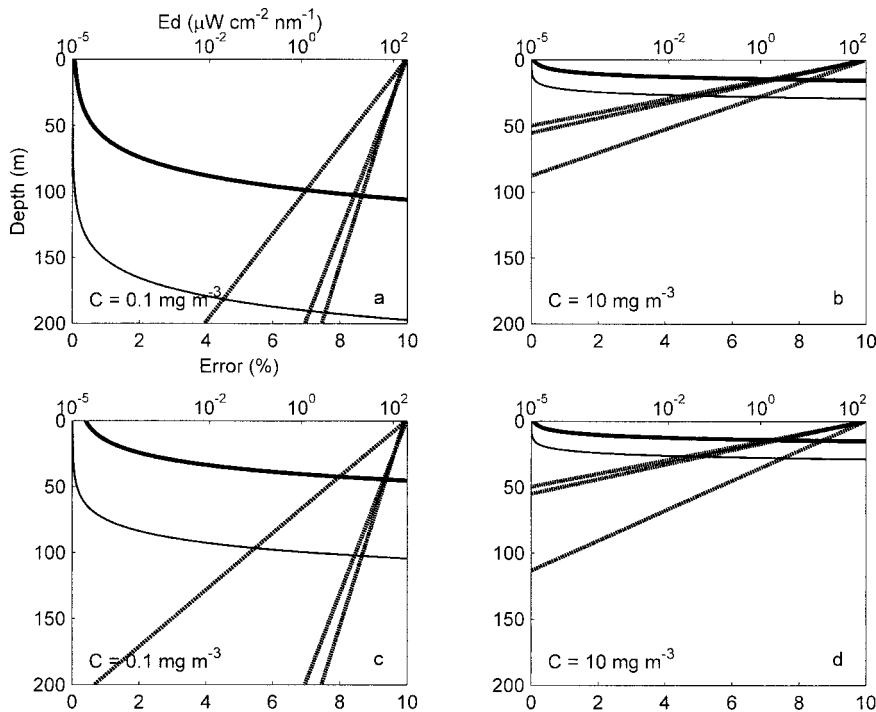 Ed (μW cm⁻² nm⁻¹)
10⁻⁵ 10⁻² 10⁰ 10² 10⁻⁵ 10⁻² 10⁰ 10²
0 0
50 50
Depth (m)
100 100
150 150
C = 0.1 mg m⁻³ a C = 10 mg m⁻³ b
200 200
0 2 4 6 8 10 0 2 4 6 8 10
Error (%)
10⁻⁵ 10⁻² 10⁰ 10² 10⁻⁵ 10⁻² 10⁰ 10²
0 0
50 50
100 100
150 150
C = 0.1 mg m⁻³ c C = 10 mg m⁻³ d
200 200
0 2 4 6 8 10 0 2 4 6 8 10